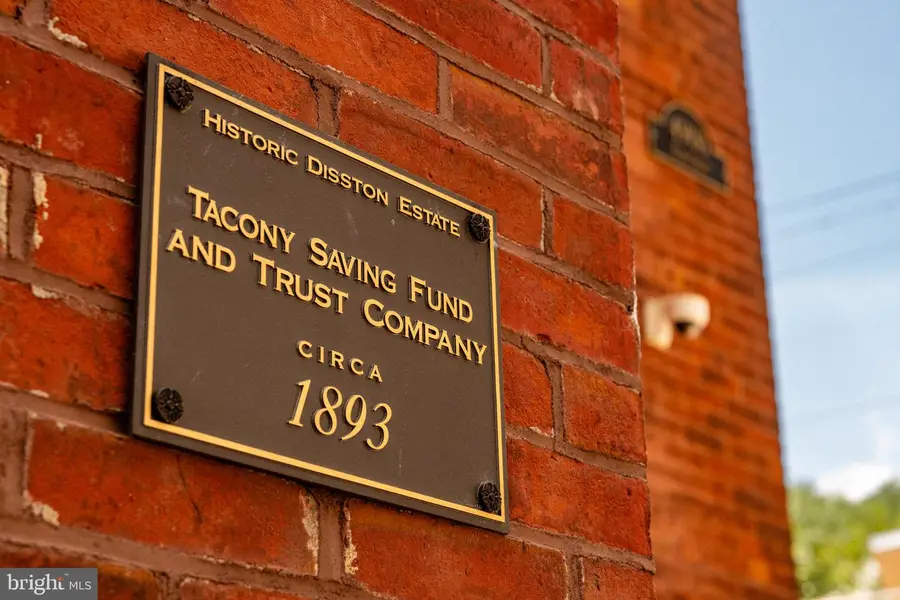 Historic Disston Estate
Tacony Saving Fund
and Trust Company
circa
1893
bright MLS